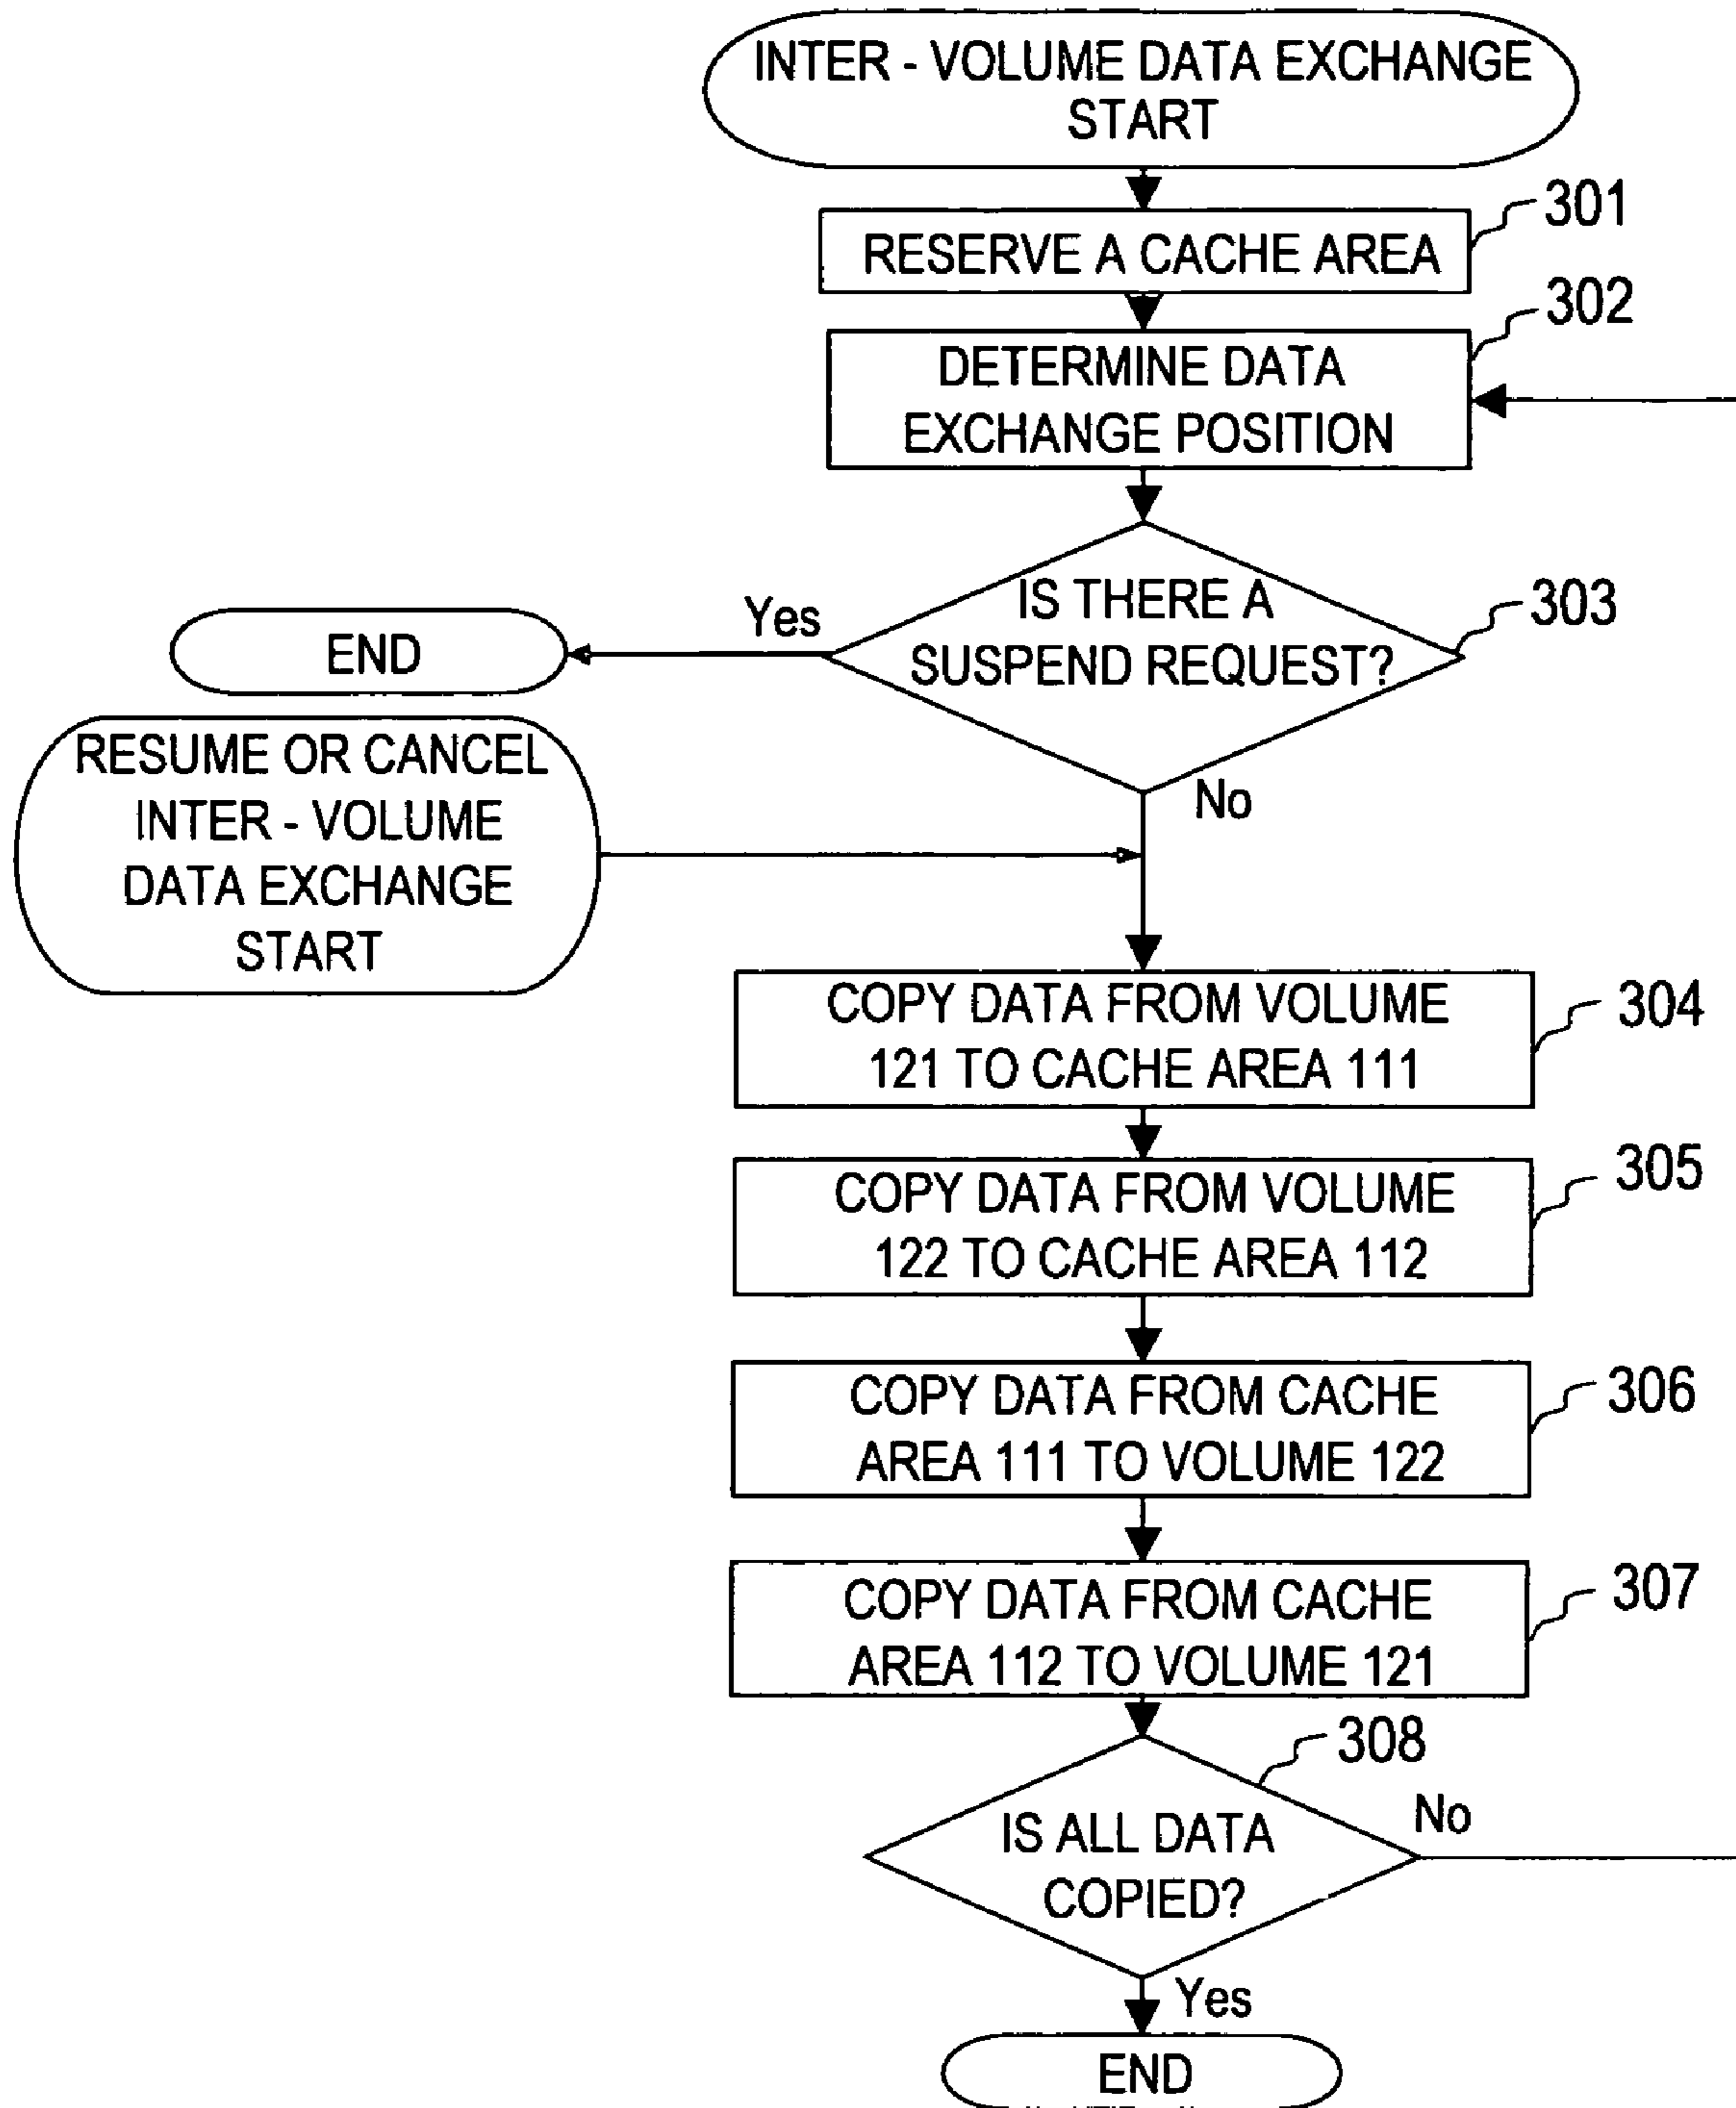 INTER - VOLUME DATA EXCHANGE
START
301
RESERVE A CACHE AREA
302
DETERMINE DATA
EXCHANGE POSITION
303
IS THERE A
SUSPEND REQUEST?
Yes
END
No
RESUME OR CANCEL
INTER - VOLUME
DATA EXCHANGE
START
304
COPY DATA FROM VOLUME
121 TO CACHE AREA 111
305
COPY DATA FROM VOLUME
122 TO CACHE AREA 112
306
COPY DATA FROM CACHE
AREA 111 TO VOLUME 122
307
COPY DATA FROM CACHE
AREA 112 TO VOLUME 121
308
IS ALL DATA
COPIED?
No
Yes
END